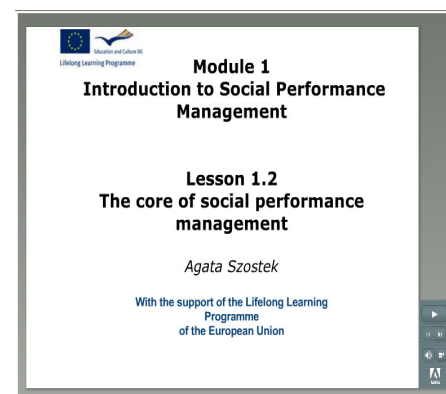 Education and Culture DG
Lifelong Learning Programme
Module 1
Introduction to Social Performance
Management
Lesson 1.2
The core of social performance
management
Agata Szostek
With the support of the Lifelong Learning
Programme
of the European Union